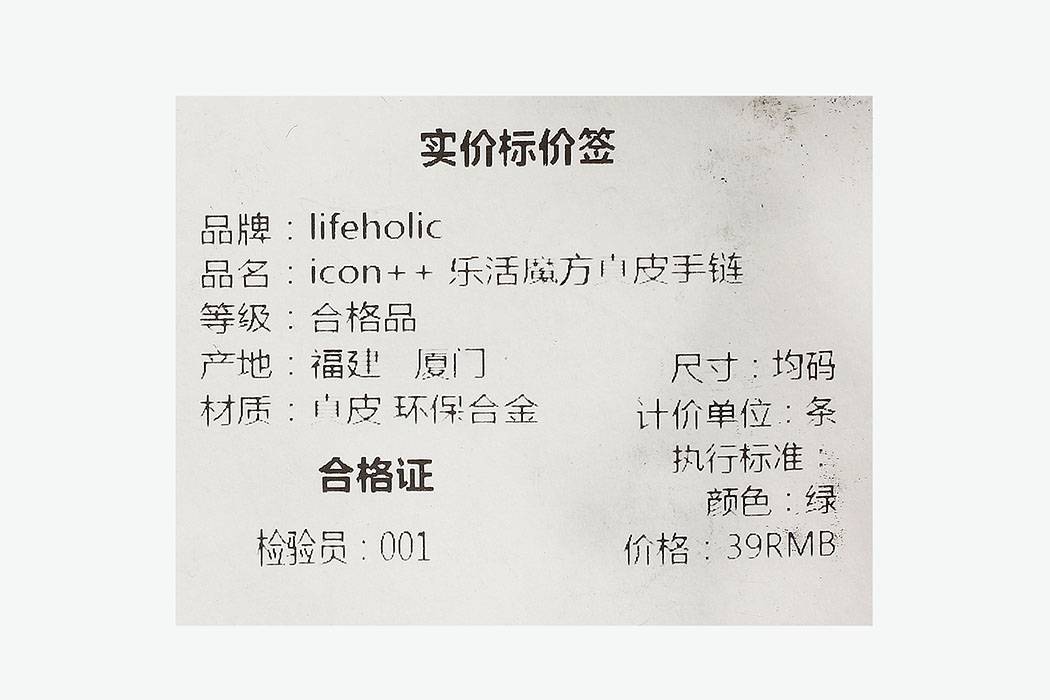 实价标价签
品牌：lifeholic
品名：icon++ 乐活魔方真皮手链
等级：合格品
产地：福建 厦门
材质：真皮 环保合金
合格证
检验员：001
尺寸：均码
计价单位：条
执行标准：
颜色：绿
价格：39RMB